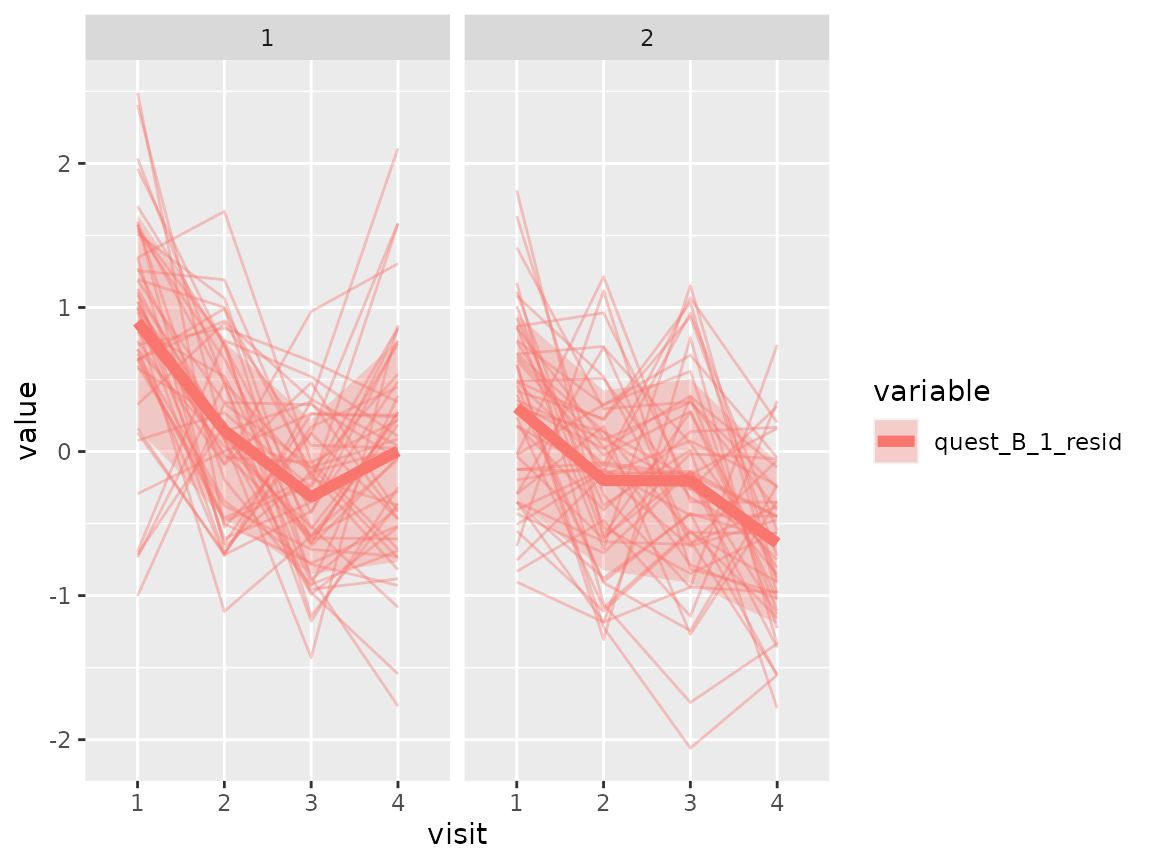 1 2
value
2
1
0
-1
-2
1 2 3 4 1 2 3 4
visit
variable
quest_B_1_resid